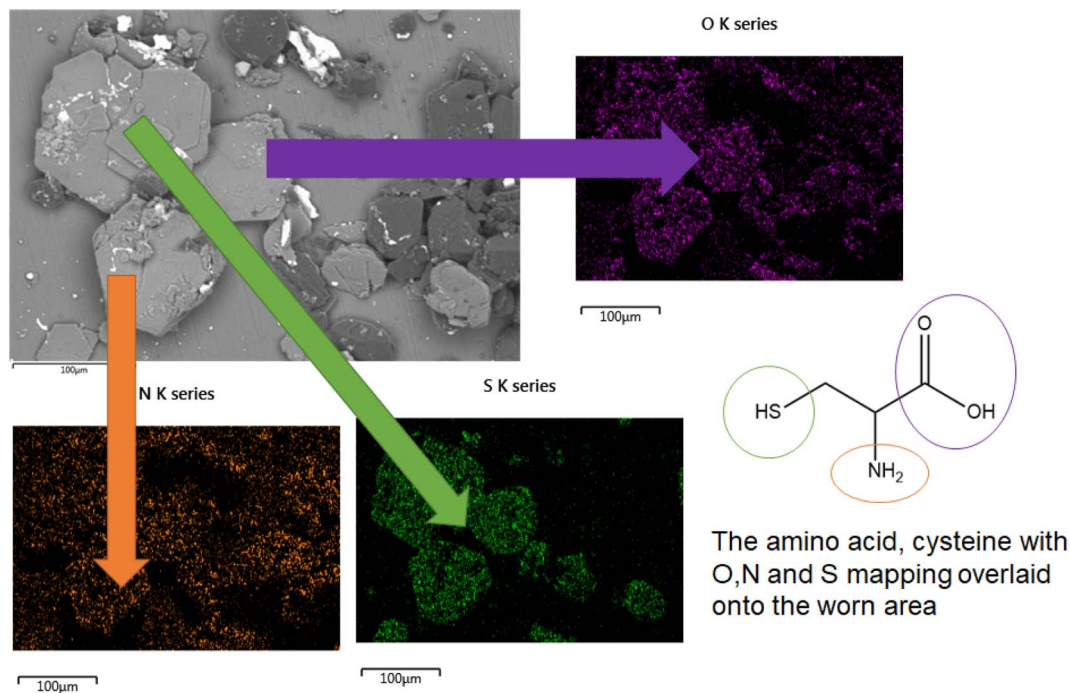 O K series
100µm
100µm
N K series
S K series
O
HS
OH
NH2
The amino acid, cysteine with
O,N and S mapping overlaid
onto the worn area
100µm
100µm